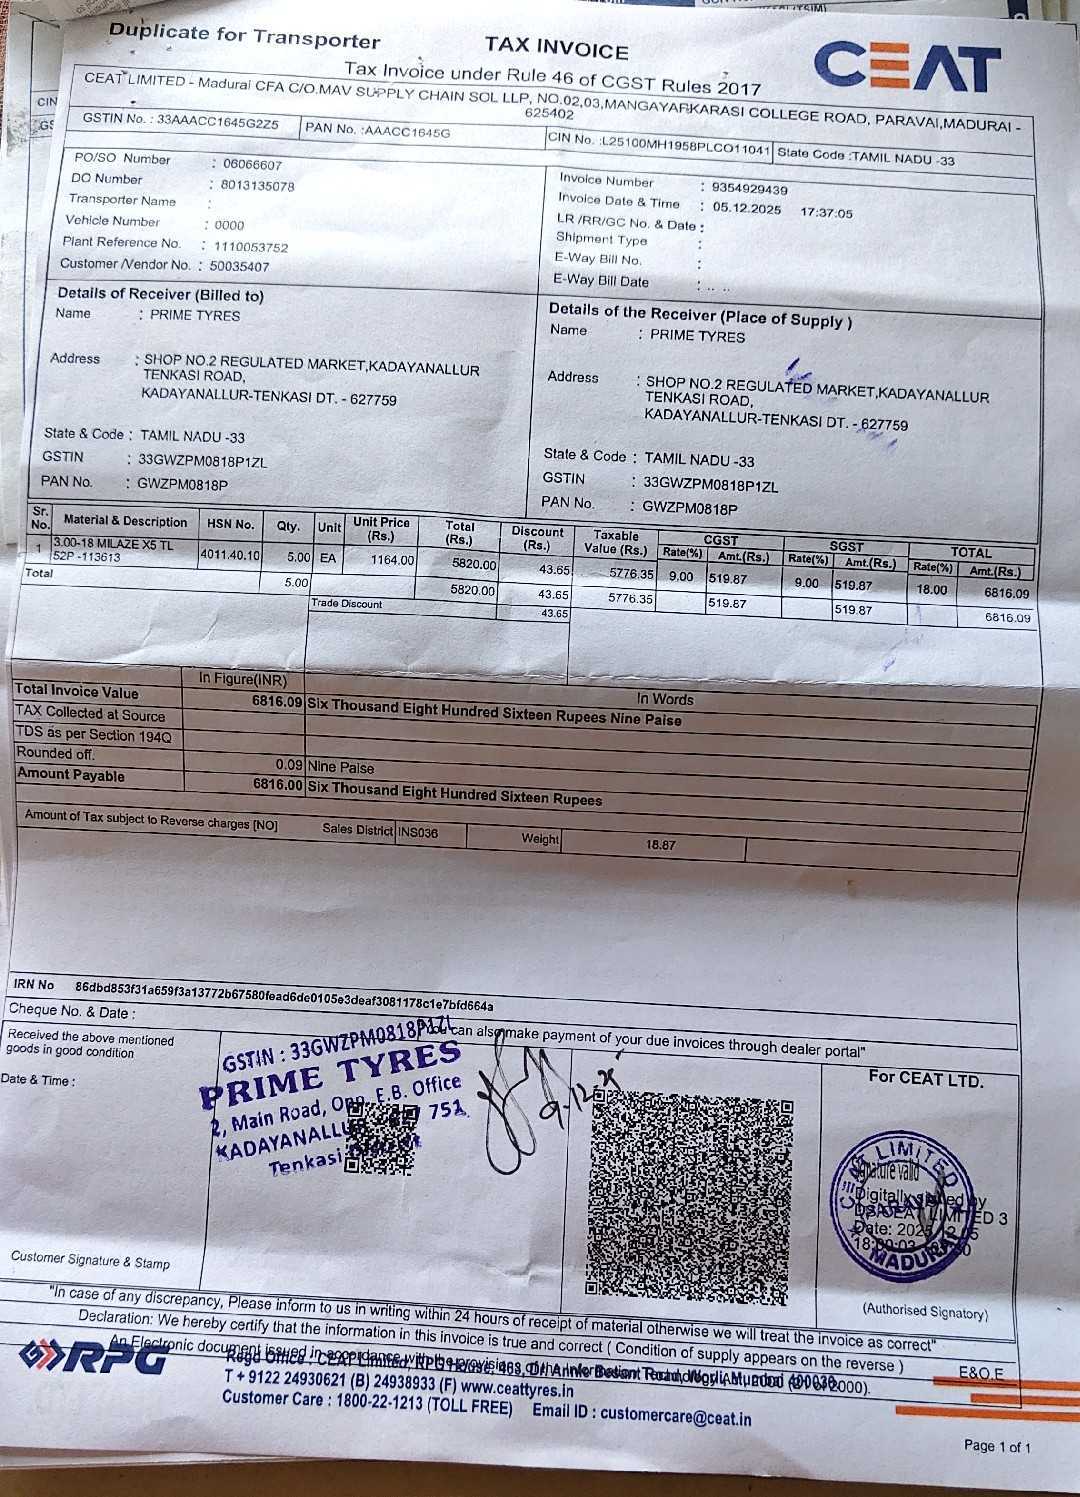 Duplicate for Transporter
TAX INVOICE
CEAT
Tax Invoice under Rule 46 of CGST Rules 2017
CEAT LIMITED - Madurai CFA C/O.MAV SUPPLY CHAIN SOL LLP, NO.02,03,MANGAYARKARASI COLLEGE ROAD, PARAVAI,MADURAI - 625402
GSTIN No. : 33AAACC1645G2Z5 PAN No. :AAACC1645G CIN No. :L25100MH1958PLCO11041 State Code :TAMIL NADU -33
PO/SO Number : 06066607
DO Number : 8013135078
Transporter Name :
Vehicle Number : 0000
Plant Reference No. : 1110053752
Customer /Vendor No. : 50035407
Invoice Number : 9354929439
Invoice Date & Time : 05.12.2025 17:37:05
LR /RR/GC No. & Date :
Shipment Type :
E-Way Bill No. :
E-Way Bill Date : .. ..
Details of Receiver (Billed to)
Name : PRIME TYRES
Address : SHOP NO.2 REGULATED MARKET,KADAYANALLUR
TENKASI ROAD,
KADAYANALLUR-TENKASI DT. - 627759
State & Code : TAMIL NADU -33
GSTIN : 33GWZPM0818P1ZL
PAN No. : GWZPM0818P
Details of the Receiver (Place of Supply )
Name : PRIME TYRES
Address : SHOP NO.2 REGULATED MARKET,KADAYANALLUR
TENKASI ROAD,
KADAYANALLUR-TENKASI DT. - 627759
State & Code : TAMIL NADU -33
GSTIN : 33GWZPM0818P1ZL
PAN No. : GWZPM0818P
Sr. No. Material & Description HSN No. Qty. Unit Unit Price (Rs.) Total (Rs.) Discount (Rs.) Taxable Value (Rs.) CGST SGST TOTAL
Rate(%) Amt.(Rs.) Rate(%) Amt.(Rs.) Rate(%) Amt.(Rs.)
1 3.00-18 MILAZE X5 TL 4011.40.10 5.00 EA 1164.00 5820.00 43.65 5776.35 9.00 519.87 9.00 519.87 18.00 6816.09
52P -113613
Total 5.00 5820.00 43.65 5776.35 519.87 519.87 6816.09
Trade Discount 43.65
In Figure(INR) In Words
Total Invoice Value 6816.09 Six Thousand Eight Hundred Sixteen Rupees Nine Paise
TAX Collected at Source
TDS as per Section 194Q
Rounded off. 0.09 Nine Paise
Amount Payable 6816.00 Six Thousand Eight Hundred Sixteen Rupees
Amount of Tax subject to Reverse charges [NO] Sales District INS036 Weight 18.87
IRN No 86dbd853f31a659f3a13772b67580fead6de0105e3deaf3081178c1e7bfd664a
Cheque No. & Date :
can also make payment of your due invoices through dealer portal"
Received the above mentioned
goods in good condition
Date & Time :
GSTIN : 33GWZPM0818P1ZL
PRIME TYRES
2, Main Road, Opp. E.B. Office
KADAYANALLU 751
Tenkasi
9-12-25
For CEAT LTD.
CEAT LIMITED
MADURAI
Signature valid
Digitally signed by
LIMITED 3
Customer Signature & Stamp
(Authorised Signatory)
"In case of any discrepancy, Please inform to us in writing within 24 hours of receipt of material otherwise we will treat the invoice as correct"
Declaration: We hereby certify that the information in this invoice is true and correct ( Condition of supply appears on the reverse )
RPG
E&O.E
T + 9122 24930621 (B) 24938933 (F) www.ceattyres.in
Customer Care : 1800-22-1213 (TOLL FREE) Email ID : customercare@ceat.in
Page 1 of 1